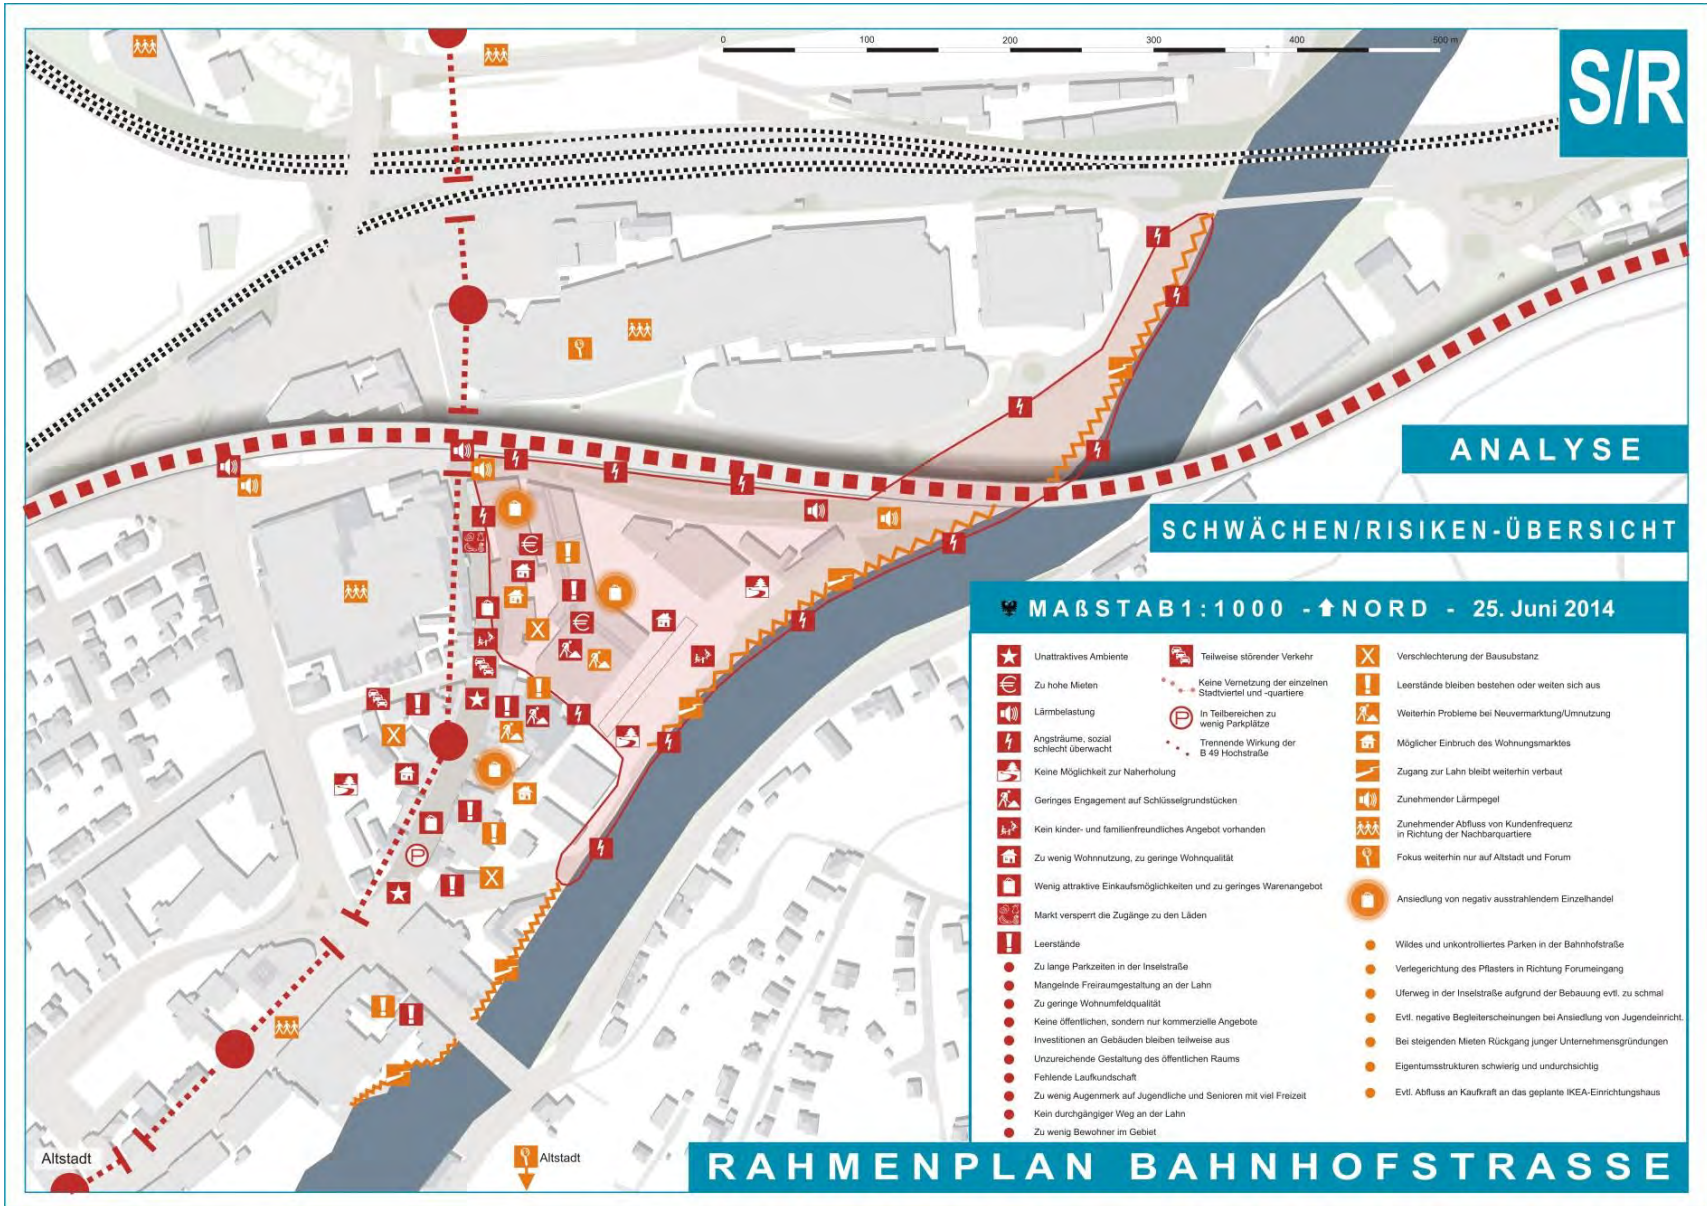 0 100 200 300 400 500 m
S/R
ANALYSE
SCHWÄCHEN/RISIKEN-ÜBERSICHT
MAßSTAB1:1000 - NORD - 25. Juni 2014
Unattraktives Ambiente
Zu hohe Mieten
Lärmbelastung
Angsträume, sozial
schlecht überwacht
Keine Möglichkeit zur Naherholung
Geringes Engagement auf Schlüsselgrundstücken
Kein kinder- und familienfreundliches Angebot vorhanden
Zu wenig Wohnnutzung, zu geringe Wohnqualität
Wenig attraktive Einkaufsmöglichkeiten und zu geringes Warenangebot
Markt versperrt die Zugänge zu den Läden
Leerstände
Zu lange Parkzeiten in der Inselstraße
Mangelnde Freiraumgestaltung an der Lahn
Zu geringe Wohnumfeldqualität
Keine öffentlichen, sondern nur kommerzielle Angebote
Investitionen an Gebäuden bleiben teilweise aus
Unzureichende Gestaltung des öffentlichen Raums
Fehlende Laufkundschaft
Zu wenig Augenmerk auf Jugendliche und Senioren mit viel Freizeit
Kein durchgängiger Weg an der Lahn
Zu wenig Bewohner im Gebiet
Teilweise störender Verkehr
Keine Vernetzung der einzelnen
Stadtviertel und -quartiere
P
In Teilbereichen zu
wenig Parkplätze
Trennende Wirkung der
B 49 Hochstraße
Verschlechterung der Bausubstanz
Leerstände bleiben bestehen oder weiten sich aus
Weiterhin Probleme bei Neuvermarktung/Umnutzung
Möglicher Einbruch des Wohnungsmarktes
Zugang zur Lahn bleibt weiterhin verbaut
Zunehmender Lärmpegel
Zunehmender Abfluss von Kundenfrequenz
in Richtung der Nachbarquartiere
Fokus weiterhin nur auf Altstadt und Forum
Ansiedlung von negativ ausstrahlendem Einzelhandel
Wildes und unkontrolliertes Parken in der Bahnhofstraße
Verlegerichtung des Pflasters in Richtung Forumeingang
Uferweg in der Inselstraße aufgrund der Bebauung evtl. zu schmal
Evtl. negative Begleiterscheinungen bei Ansiedlung von Jugendeinricht.
Bei steigenden Mieten Rückgang junger Unternehmensgründungen
Eigentumsstrukturen schwierig und undurchsichtig
Evtl. Abfluss an Kaufkraft an das geplante IKEA-Einrichtungshaus
P
Altstadt
Altstadt
RAHMENPLAN BAHNHOFSTRASSE